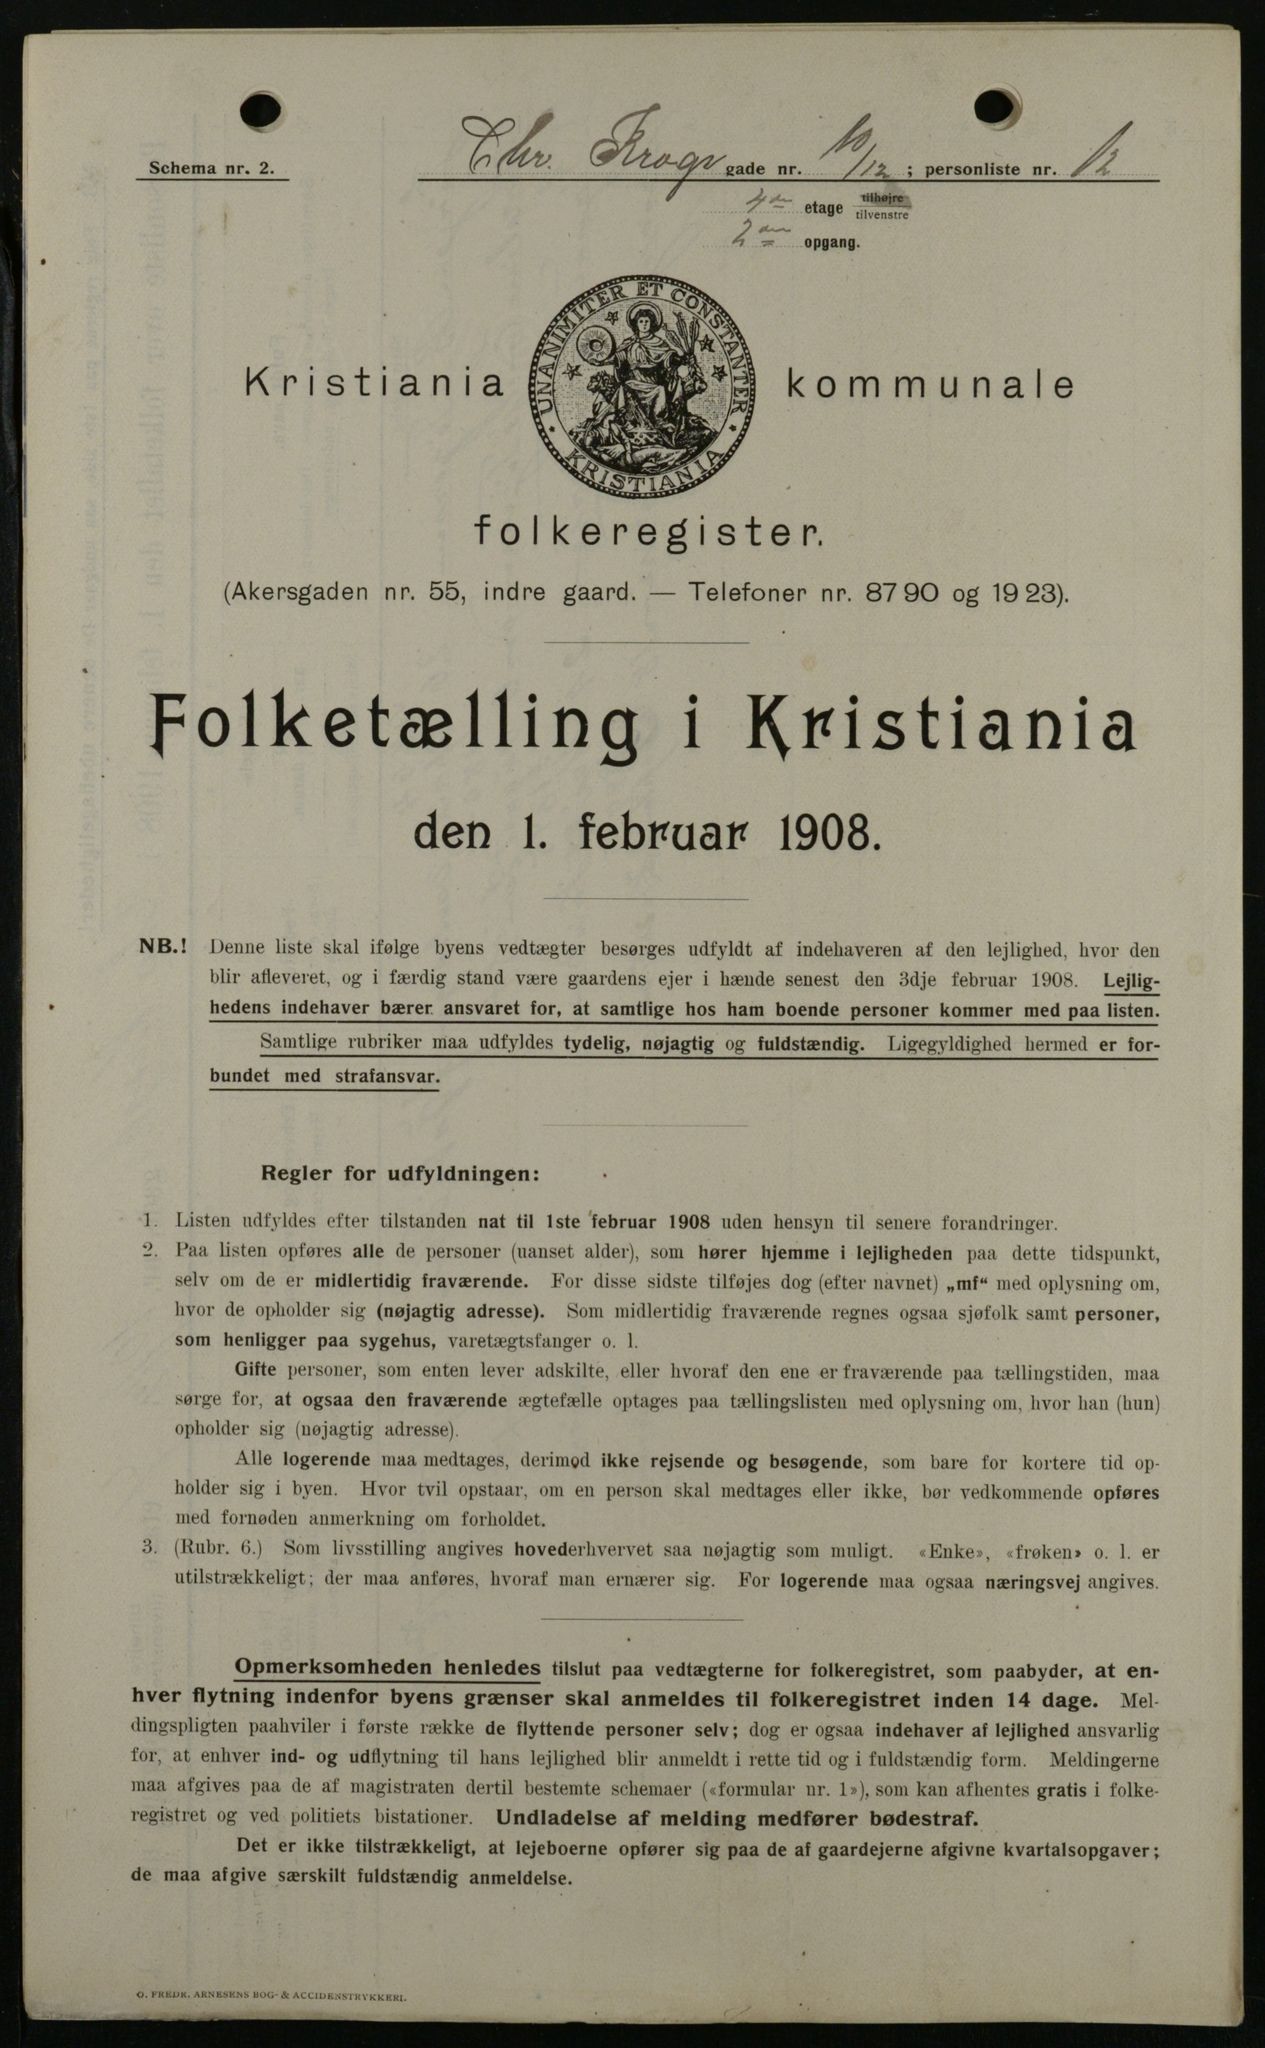 Schema nr. 2. Chr. Krogs gade nr. 10/12; personliste nr. 12
4de etage tilhøjre tilvenstre
2den opgang.
UNANIMITER ET CONSTANTER
KRISTIANIA
Kristiania kommunale
folkeregister.
(Akersgaden nr. 55, indre gaard. — Telefoner nr. 87 90 og 19 23).
Folketælling i Kristiania
den 1. februar 1908.
NB.! Denne liste skal ifølge byens vedtægter besørges udfyldt af indehaveren af den lejlighed, hvor den
blir afleveret, og i færdig stand være gaardens ejer i hænde senest den 3dje februar 1908. Lejlig-
hedens indehaver bærer ansvaret for, at samtlige hos ham boende personer kommer med paa listen.
Samtlige rubriker maa udfyldes tydelig, nøjagtig og fuldstændig. Ligegyldighed hermed er for-
bundet med strafansvar.
Regler for udfyldningen:
1. Listen udfyldes efter tilstanden nat til 1ste februar 1908 uden hensyn til senere forandringer.
2. Paa listen opføres alle de personer (uanset alder), som hører hjemme i lejligheden paa dette tidspunkt,
selv om de er midlertidig fraværende. For disse sidste tilføjes dog (efter navnet) „mf“ med oplysning om,
hvor de opholder sig (nøjagtig adresse). Som midlertidig fraværende regnes ogsaa sjøfolk samt personer,
som henligger paa sygehus, varetægtsfanger o. l.
Gifte personer, som enten lever adskilte, eller hvoraf den ene er fraværende paa tællingstiden, maa
sørge for, at ogsaa den fraværende ægtefælle optages paa tællingslisten med oplysning om, hvor han (hun)
opholder sig (nøjagtig adresse).
Alle logerende maa medtages, derimod ikke rejsende og besøgende, som bare for kortere tid op-
holder sig i byen. Hvor tvil opstaar, om en person skal medtages eller ikke, bør vedkommende opføres
med fornøden anmerkning om forholdet.
3. (Rubr. 6.) Som livsstilling angives hovederhvervet saa nøjagtig som muligt. «Enke», «frøken» o. l. er
utilstrækkeligt; der maa anføres, hvoraf man ernærer sig. For logerende maa ogsaa næringsvej angives.
Opmerksomheden henledes tilslut paa vedtægterne for folkeregistret, som paabyder, at en-
hver flytning indenfor byens grænser skal anmeldes til folkeregistret inden 14 dage. Mel-
dingspligten paahviler i første række de flyttende personer selv; dog er ogsaa indehaver af lejlighed ansvarlig
for, at enhver ind- og udflytning til hans lejlighed blir anmeldt i rette tid og i fuldstændig form. Meldingerne
maa afgives paa de af magistraten dertil bestemte schemaer («formular nr. 1»), som kan afhentes gratis i folke-
registret og ved politiets bistationer. Undladelse af melding medfører bødestraf.
Det er ikke tilstrækkeligt, at lejeboerne opfører sig paa de af gaardejerne afgivne kvartalsopgaver;
de maa afgive særskilt fuldstændig anmeldelse.
O. FREDR. ARNESENS BOG- & ACCIDENSTRYKKERI.